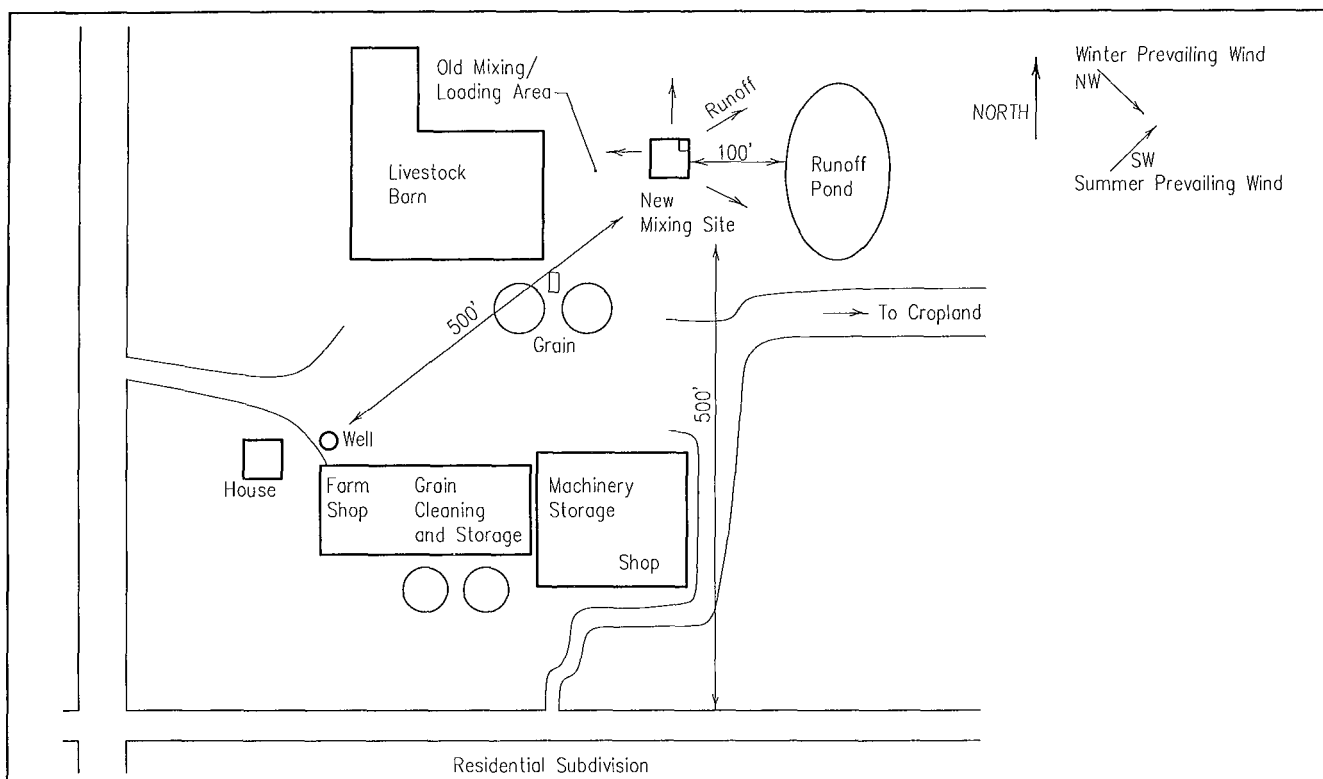 Old Mixing/
Loading Area
Winter Prevailing Wind
NW
NORTH
SW
Summer Prevailing Wind
Runoff
100'
Runoff
Pond
Livestock
Barn
New
Mixing Site
500'
Grain
To Cropland
500'
Well
House
Farm
Shop
Grain
Cleaning
and Storage
Machinery
Storage
Shop
Residential Subdivision